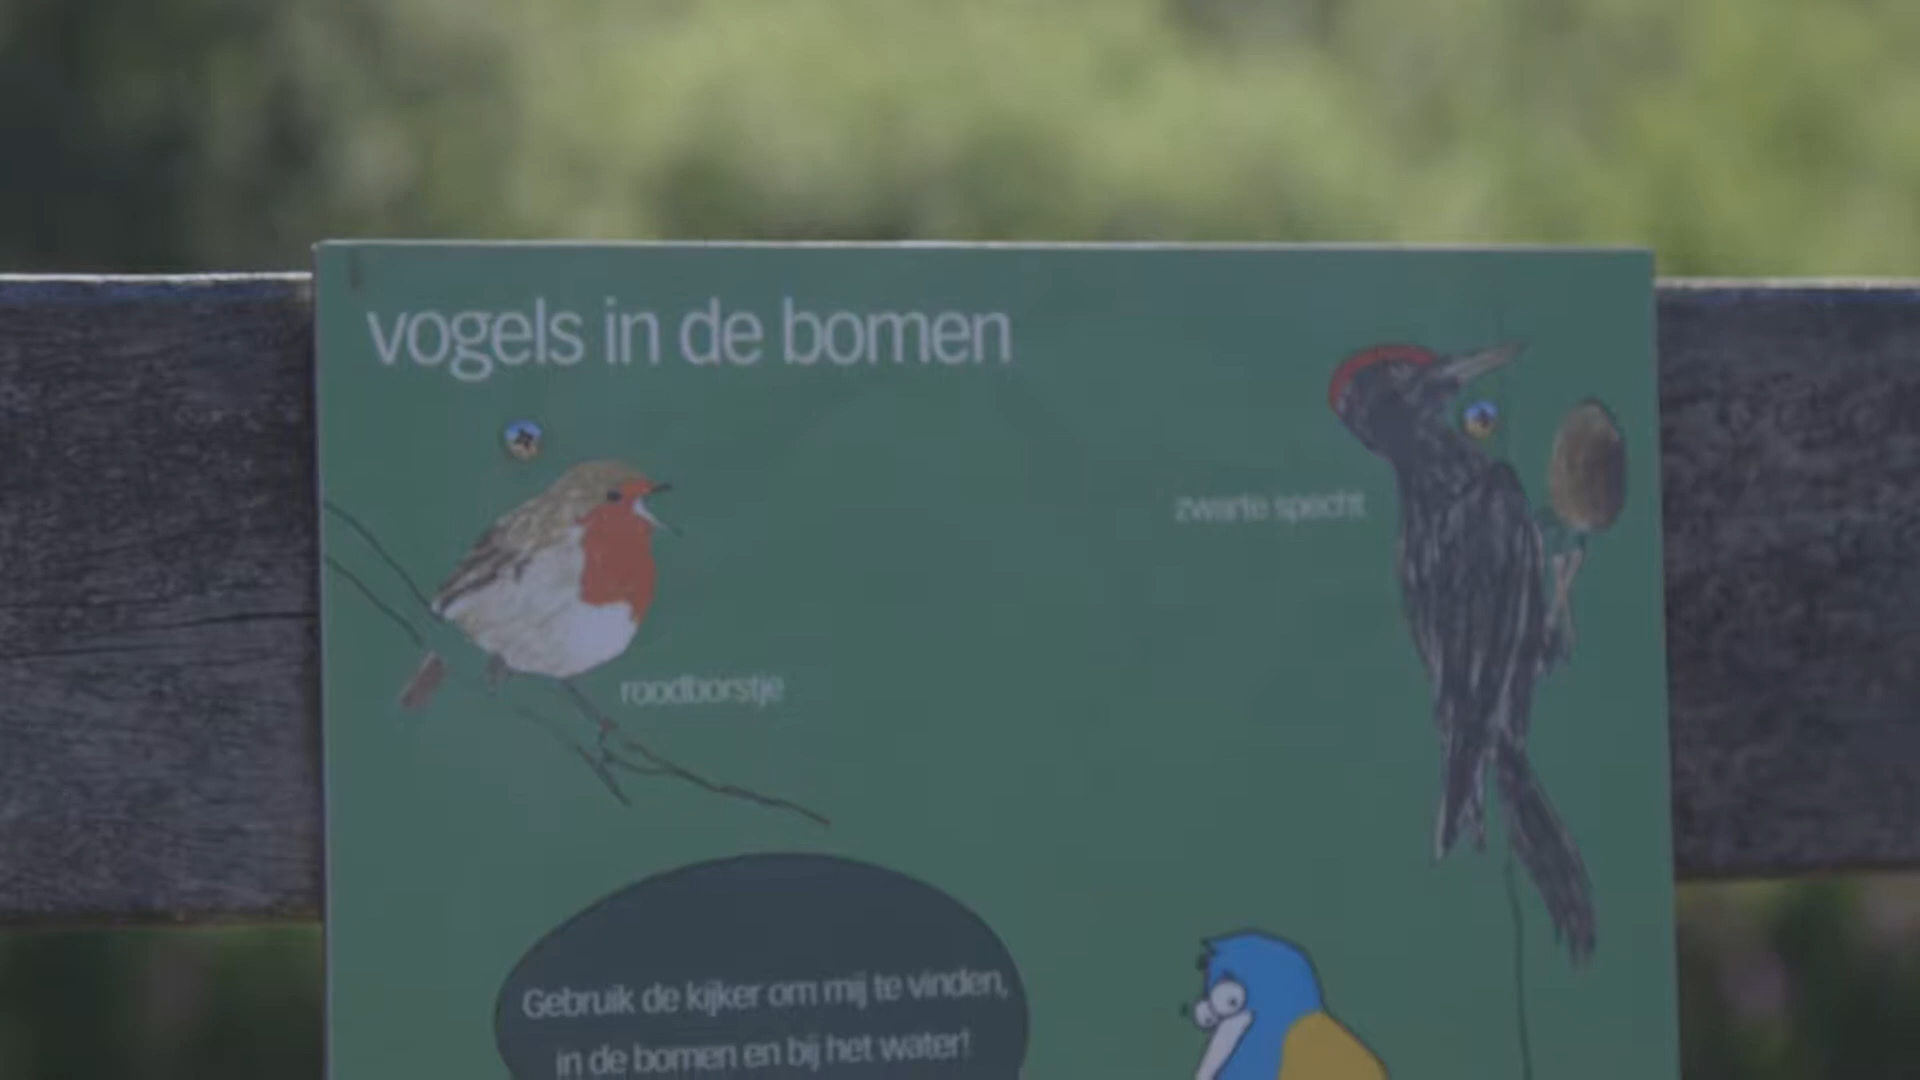 vogels in de bomen
zwarte specht
roodborstje
Gebruik de kijker om mij te vinden,
in de bomen en bij het water!